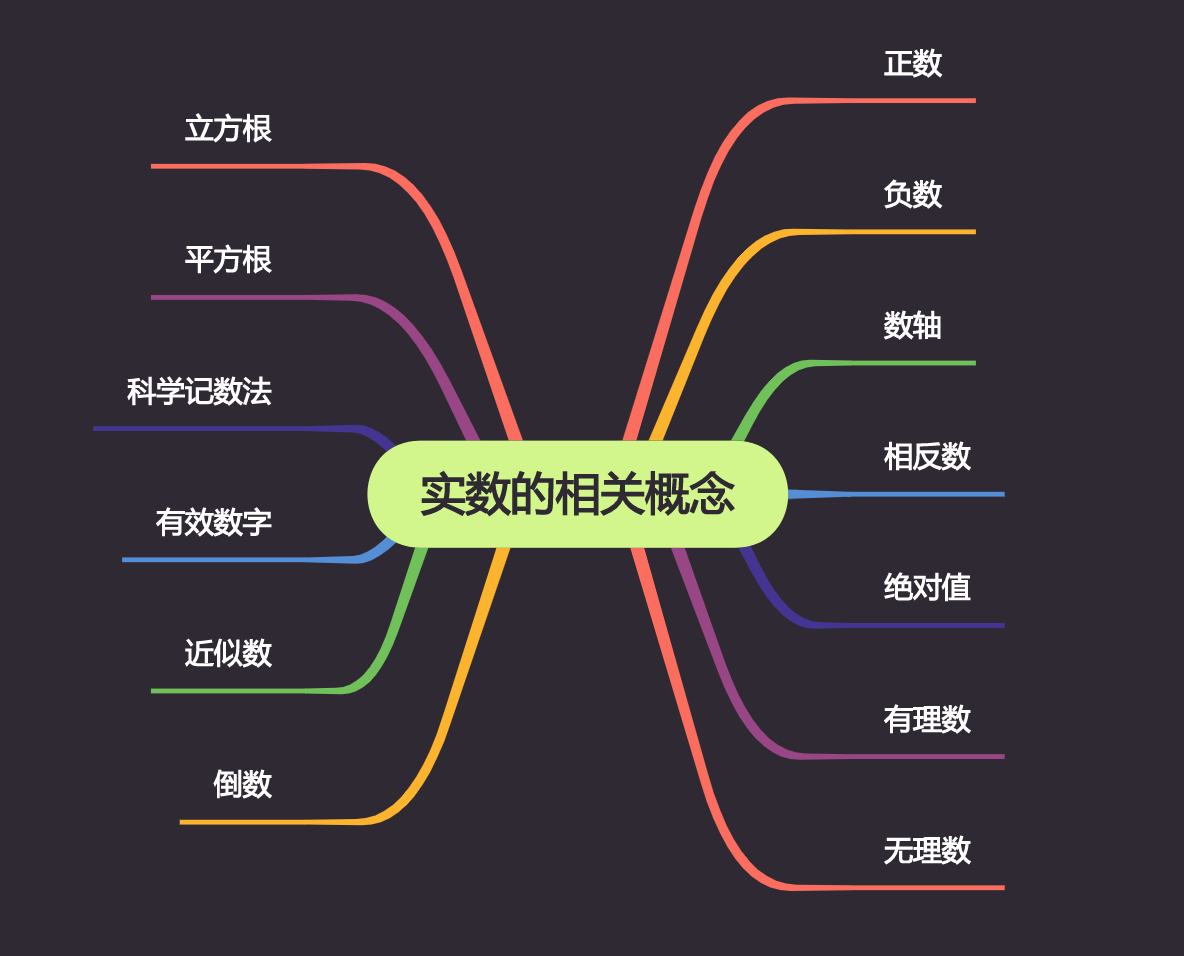 实数的相关概念
正数
负数
数轴
相反数
绝对值
有理数
无理数
立方根
平方根
科学记数法
有效数字
近似数
倒数